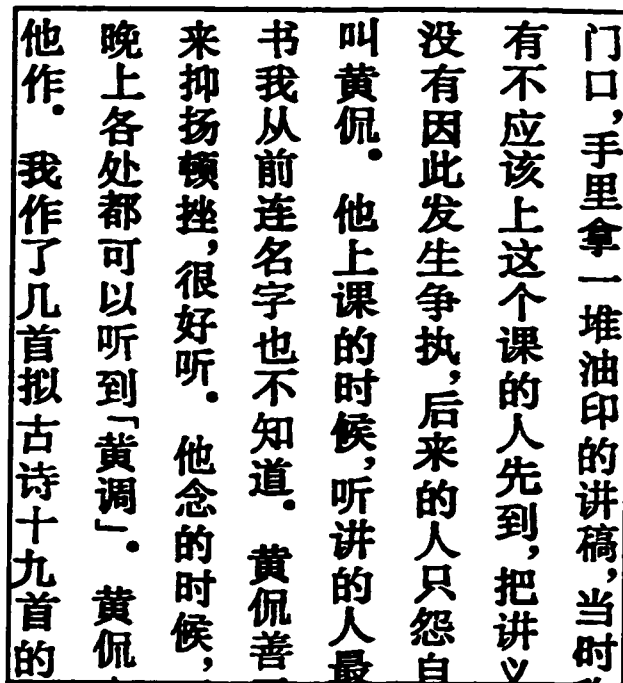 门口，手里拿一堆油印的讲稿，当时
有不应该上这个课的人先到，把讲义
没有因此发生争执，后来的人只怨自
叫黄侃。他上课的时候，听讲的人最
书我从前连名字也不知道。黄侃善
来抑扬顿挫，很好听。他念的时候，
晚上各处都可以听到「黄调」。黄侃
他作。我作了几首拟古诗十九首的